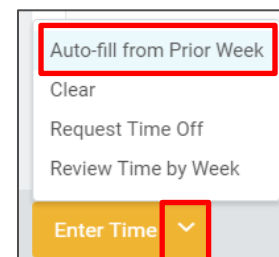 Auto-fill from Prior Week
Clear
Request Time Off
Review Time by Week
Enter Time